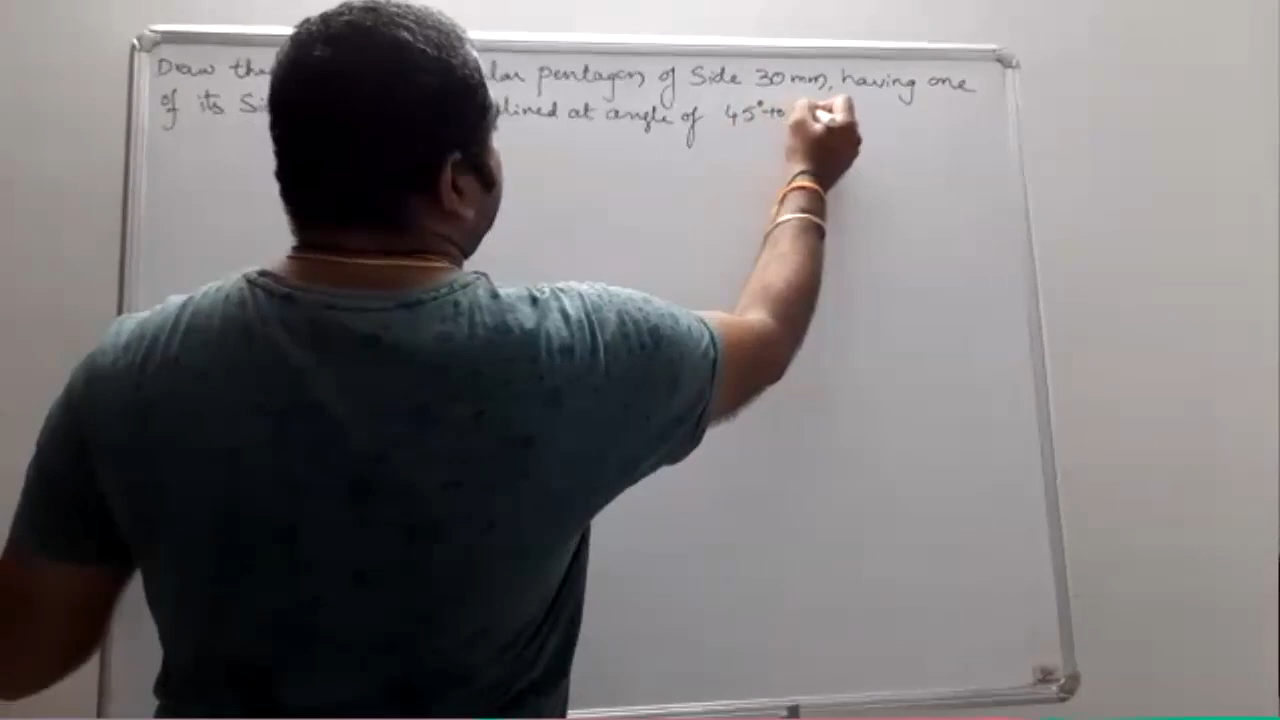 Draw the lar pentagon of Side 30 mm, having one
of its Si lined at angle of 45° to